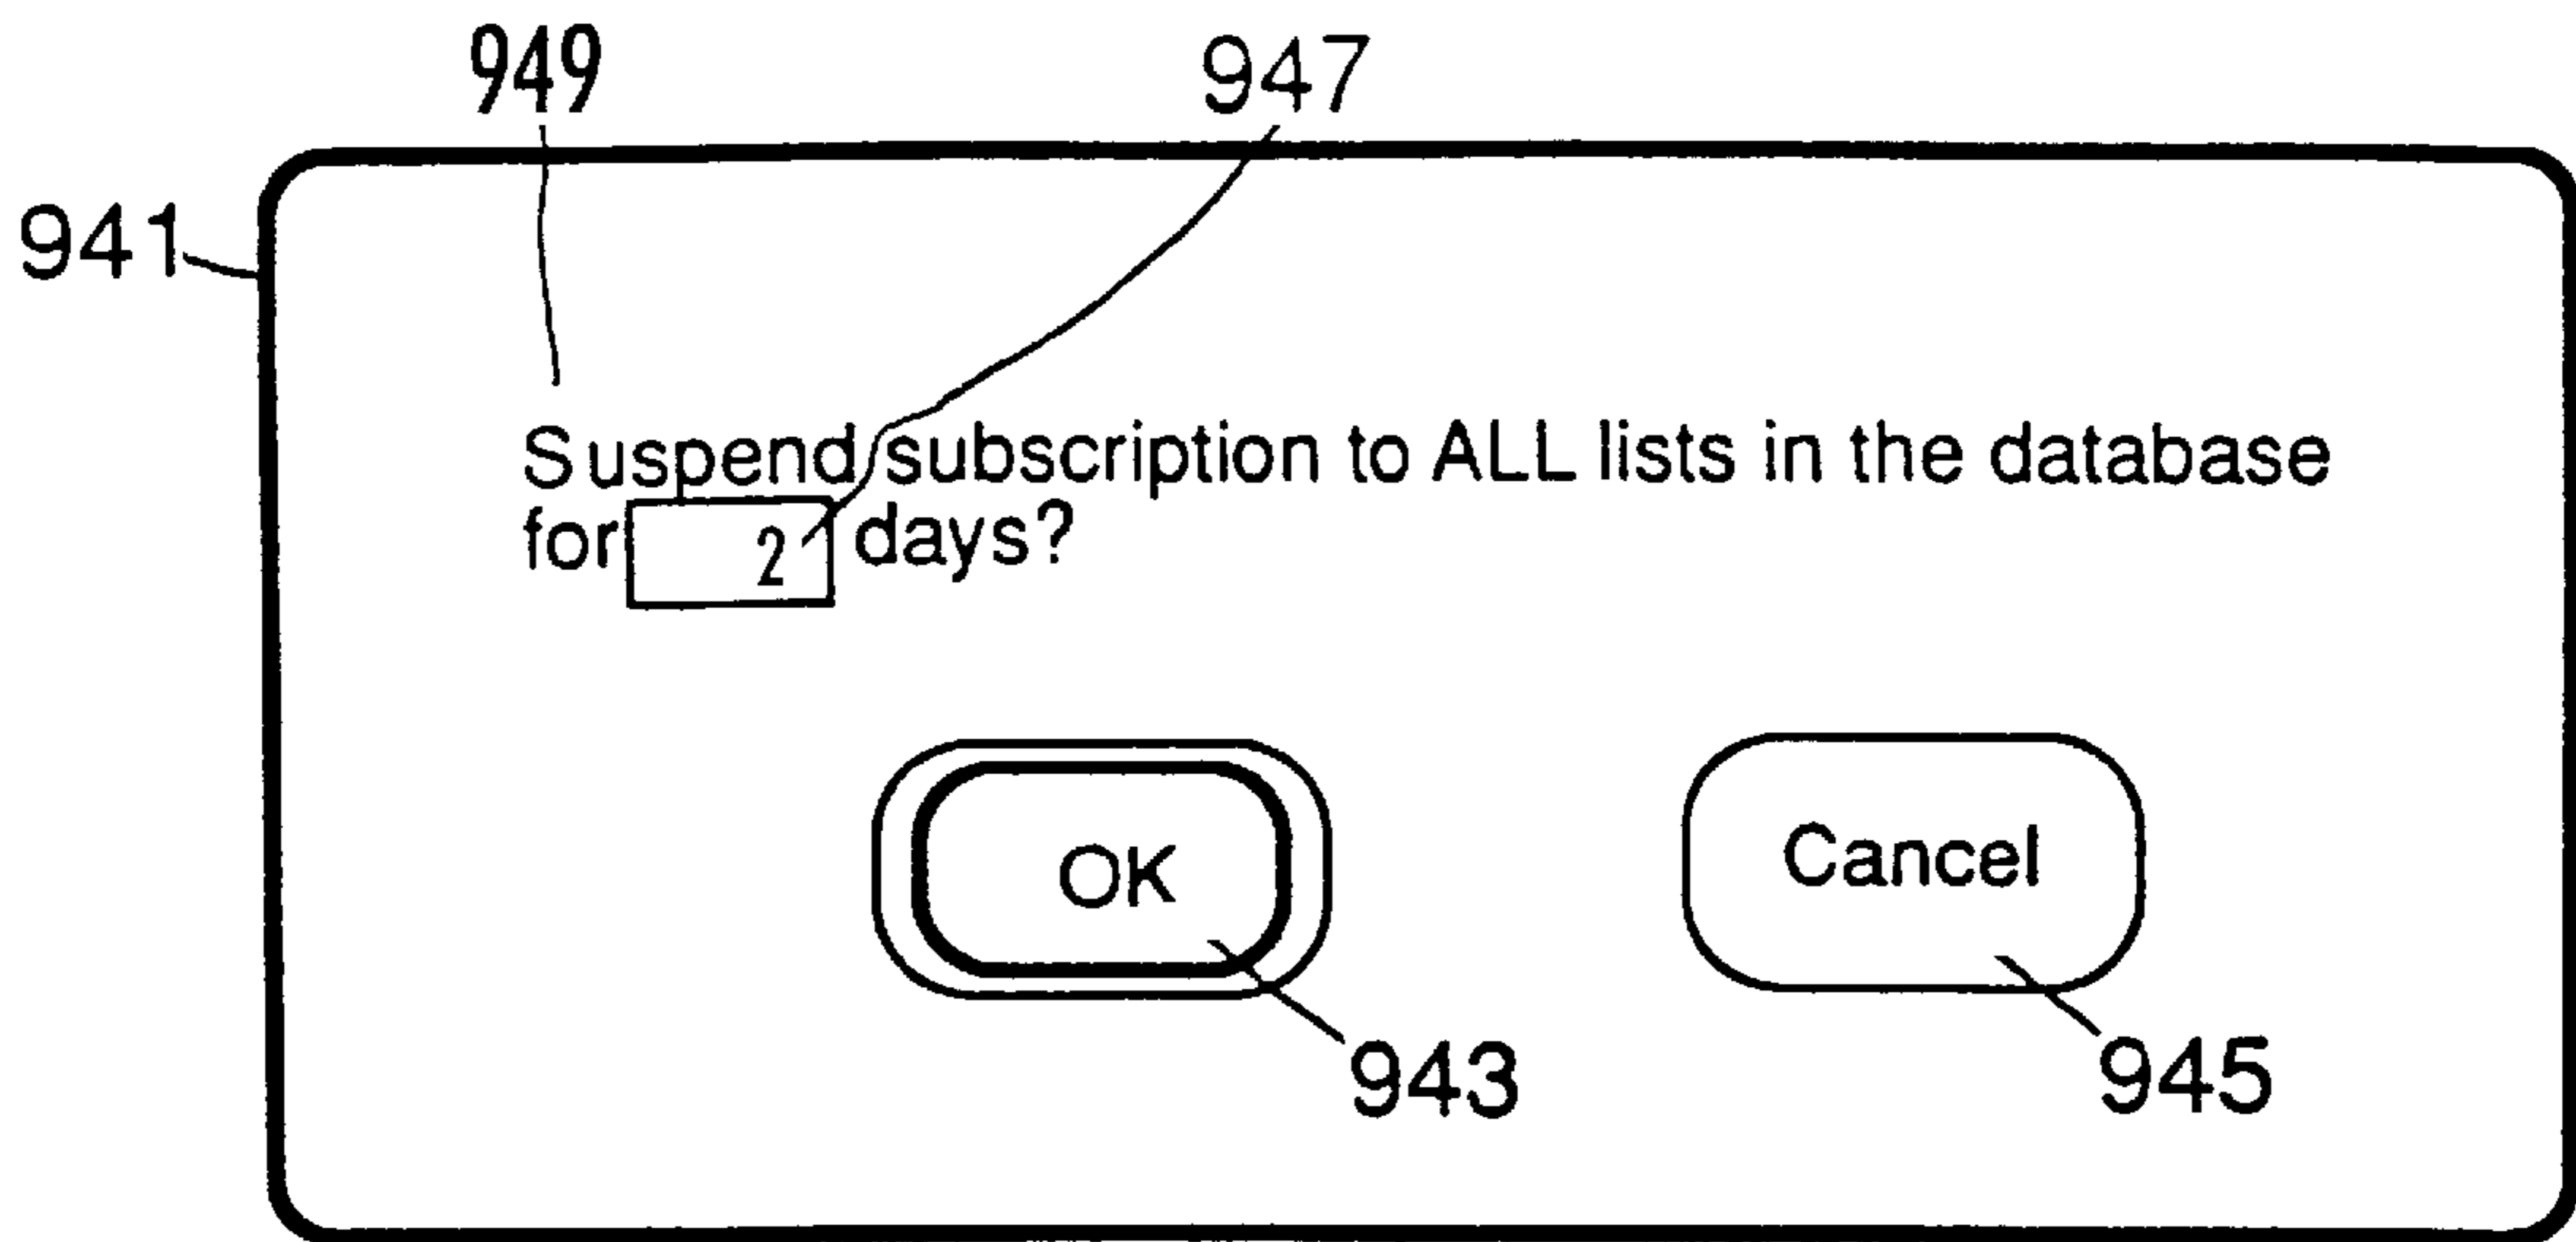 949 947
941
Suspend subscription to ALL lists in the database
for 2 days?
OK Cancel
943 945